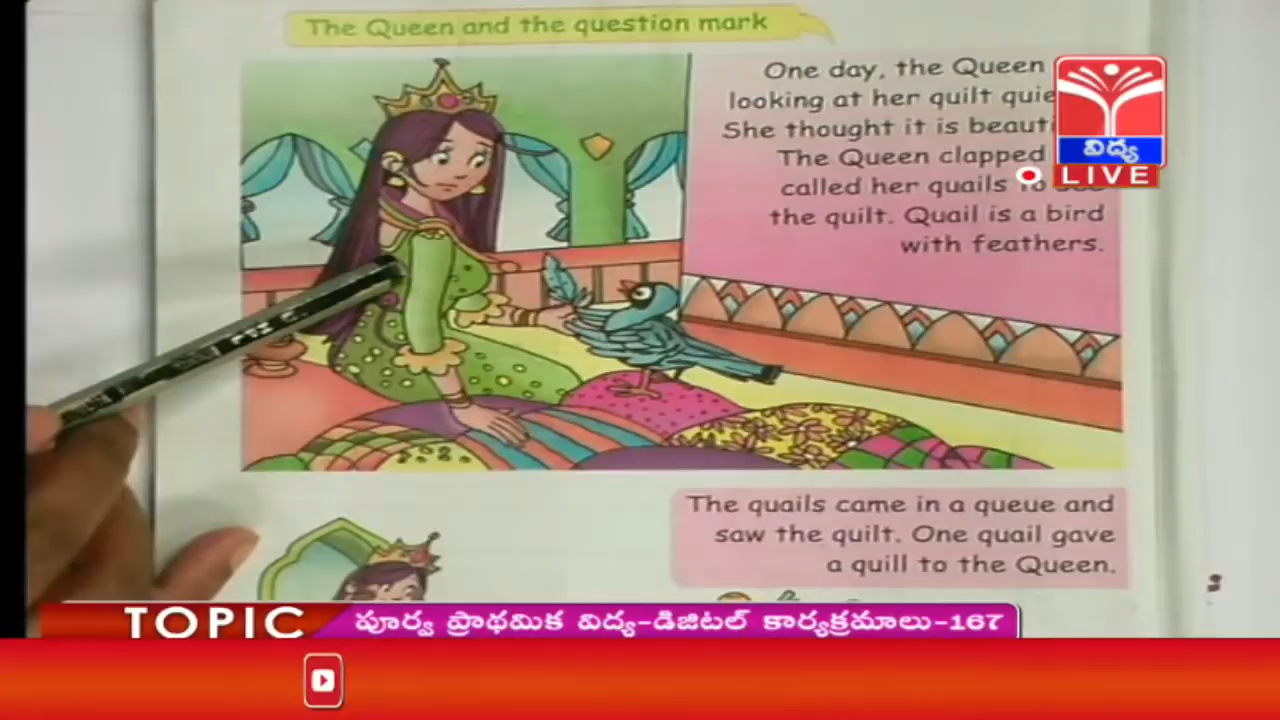 The Queen and the question mark
One day, the Queen
looking at her quilt
She thought it is
The Queen clapped
called her quails to
the quilt. Quail is a bird
with feathers.
విద్య
LIVE
The quails came in a queue and
saw the quilt. One quail gave
a quill to the Queen.
TOPIC
పూర్వ ప్రాథమిక విద్య-డిజిటల్ కార్యక్రమాలు-167